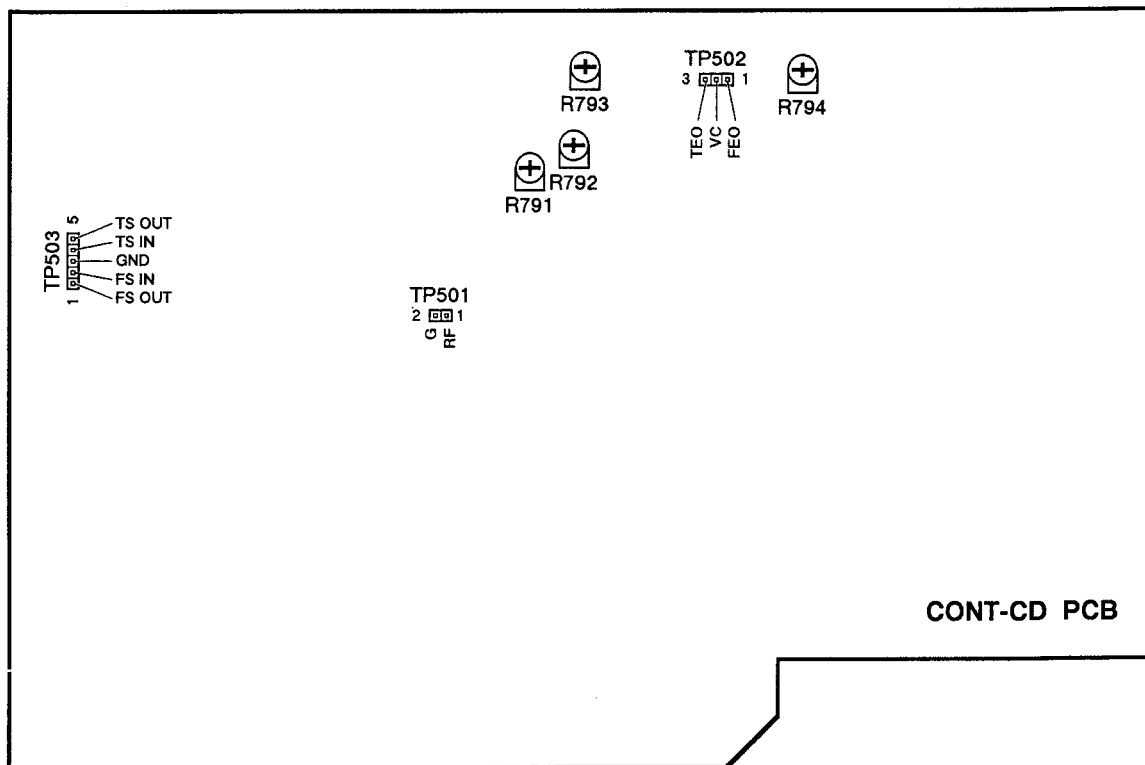 TP502
3 1
TEO
VC
FEO
R793
R794
R792
R791
TP503
5
1
TS OUT
TS IN
GND
FS IN
FS OUT
TP501
2 1
G
RF
CONT-CD PCB